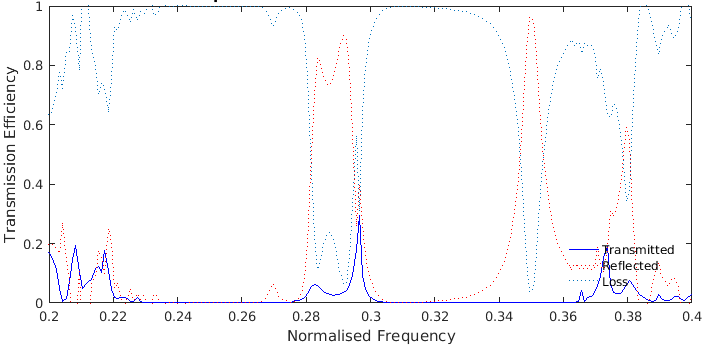 1
0.8
0.6
0.4
0.2
0
Transmission Efficiency
Transmitted
Reflected
Loss
0.2 0.22 0.24 0.26 0.28 0.3 0.32 0.34 0.36 0.38 0.4
Normalised Frequency